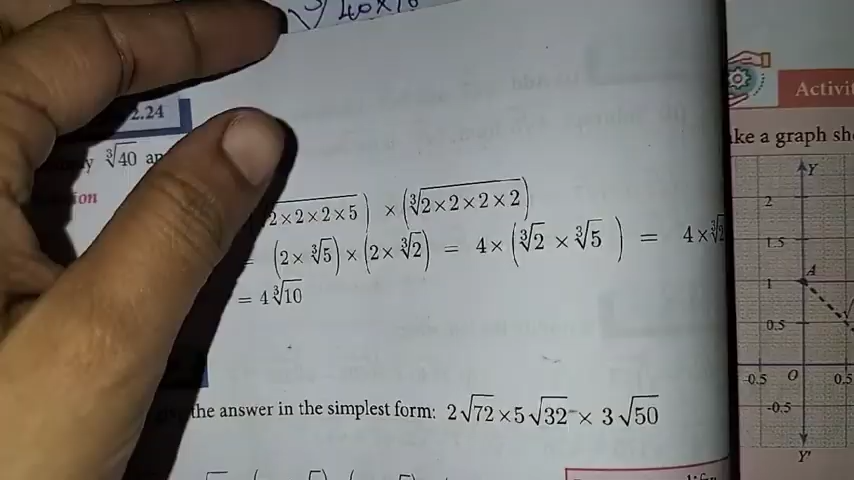 ∛40×16
2.24
∛40 an
ion
∛2×2×2×5) × (∛2×2×2×2)
= (2×∛5)×(2×∛2) = 4×(∛2×∛5) = 4×∛2
= 4∛10
the answer in the simplest form: 2√72×5√32 × 3√50
Activit
ke a graph sho
Y
2
1.5
1
A
0.5
-0.5
O
0.5
-0.5
Y'